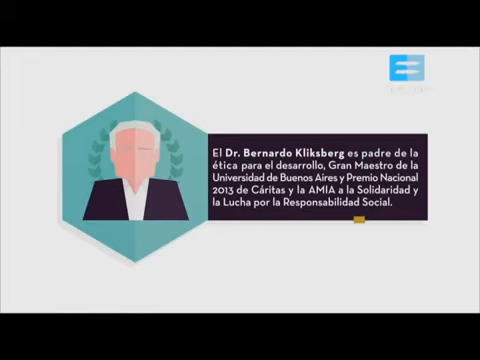 El Dr. Bernardo Kliksberg es padre de la
ética para el desarrollo, Gran Maestro de la
Universidad de Buenos Aires y Premio Nacional
2013 de Cáritas y la AMIA a la Solidaridad y
la Lucha por la Responsabilidad Social.